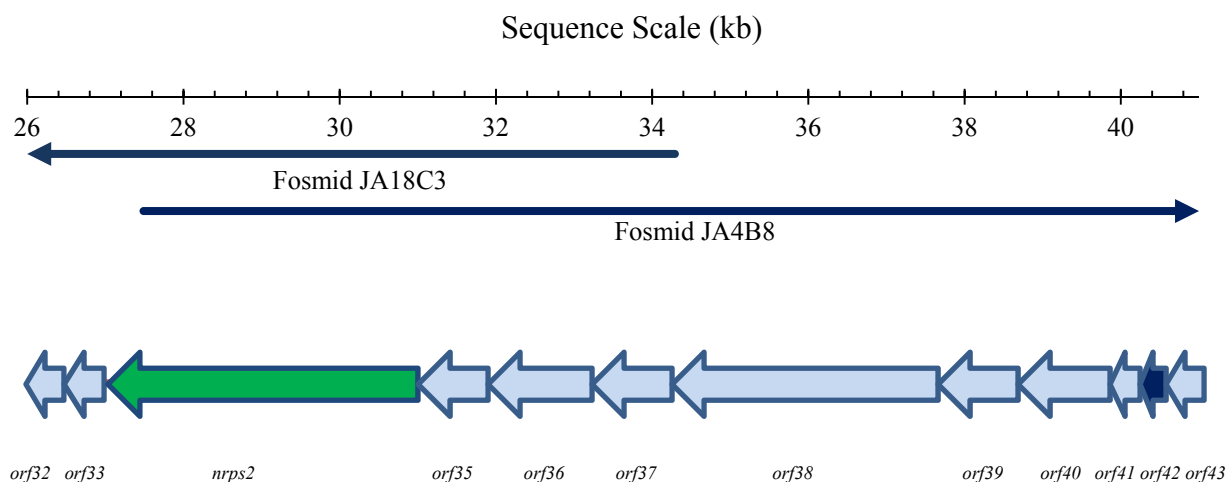 Sequence Scale (kb)
26 28 30 32 34 36 38 40
Fosmid JA18C3
Fosmid JA4B8
orf32 orf33 nrps2 orf35 orf36 orf37 orf38 orf39 orf40 orf41 orf42 orf43